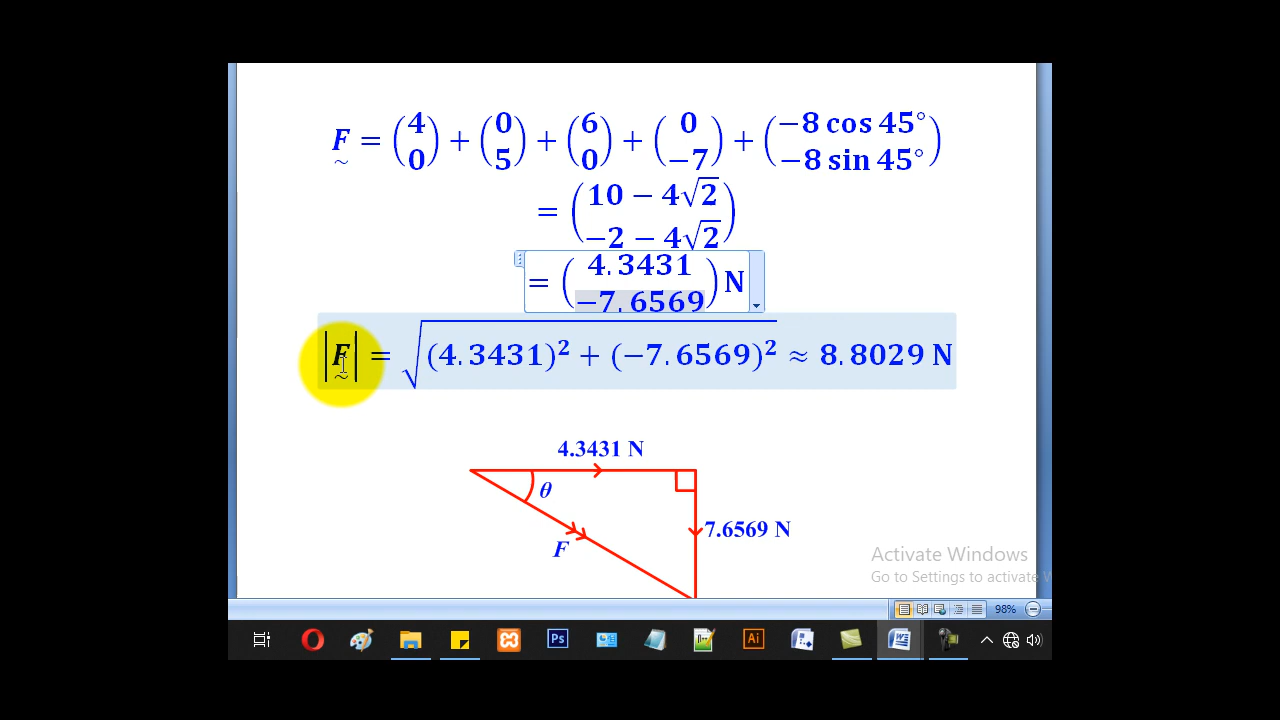 F = (4 0) + (0 5) + (6 0) + (0 −7) + (−8 cos 45° −8 sin 45°)
= (10 − 4√2 −2 − 4√2)
= (4.3431 −7.6569) N
|F| = √(4.3431)² + (−7.6569)² ≈ 8.8029 N
4.3431 N
θ
7.6569 N
F
Activate Windows
Go to Settings to activate W
98%
Ps
Ai
W